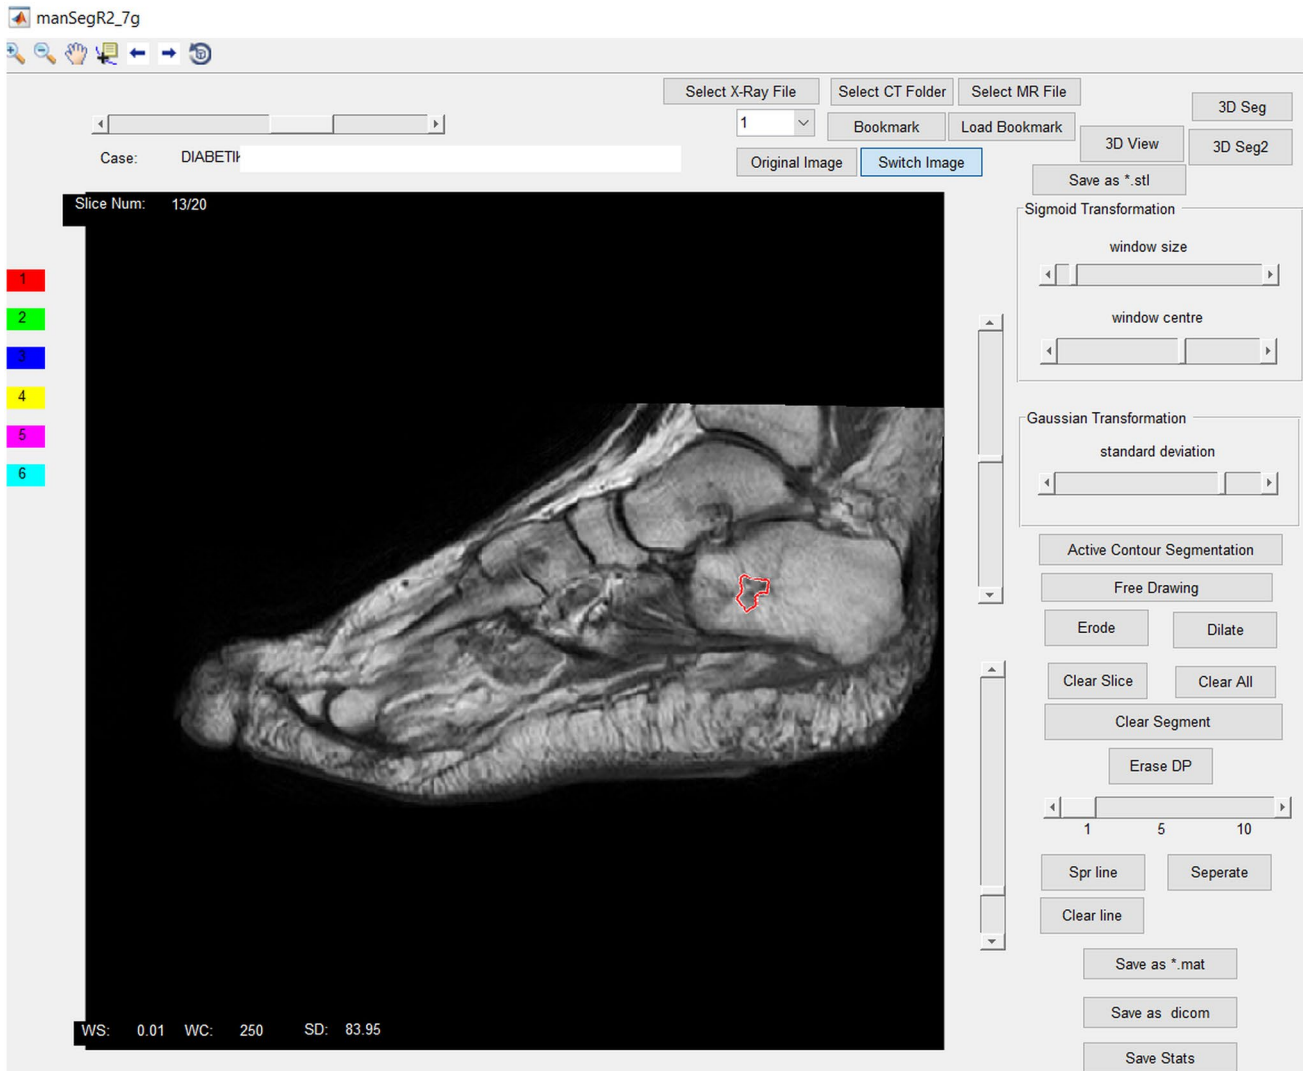 manSegR2_7g
Select X-Ray File
Select CT Folder
Select MR File
3D Seg
1
Bookmark
Load Bookmark
3D View
3D Seg2
Case:
Original Image
Switch Image
Save as *.stl
Slice Num: 13/20
Sigmoid Transformation
window size
1
2
3
4
5
6
window centre
Gaussian Transformation
standard deviation
Active Contour Segmentation
Free Drawing
Erode
Dilate
Clear Slice
Clear All
Clear Segment
Erase DP
1 5 10
Spr line
Seperate
Clear line
Save as *.mat
Save as dicom
Save Stats
WS: 0.01 WC: 250 SD: 83.95